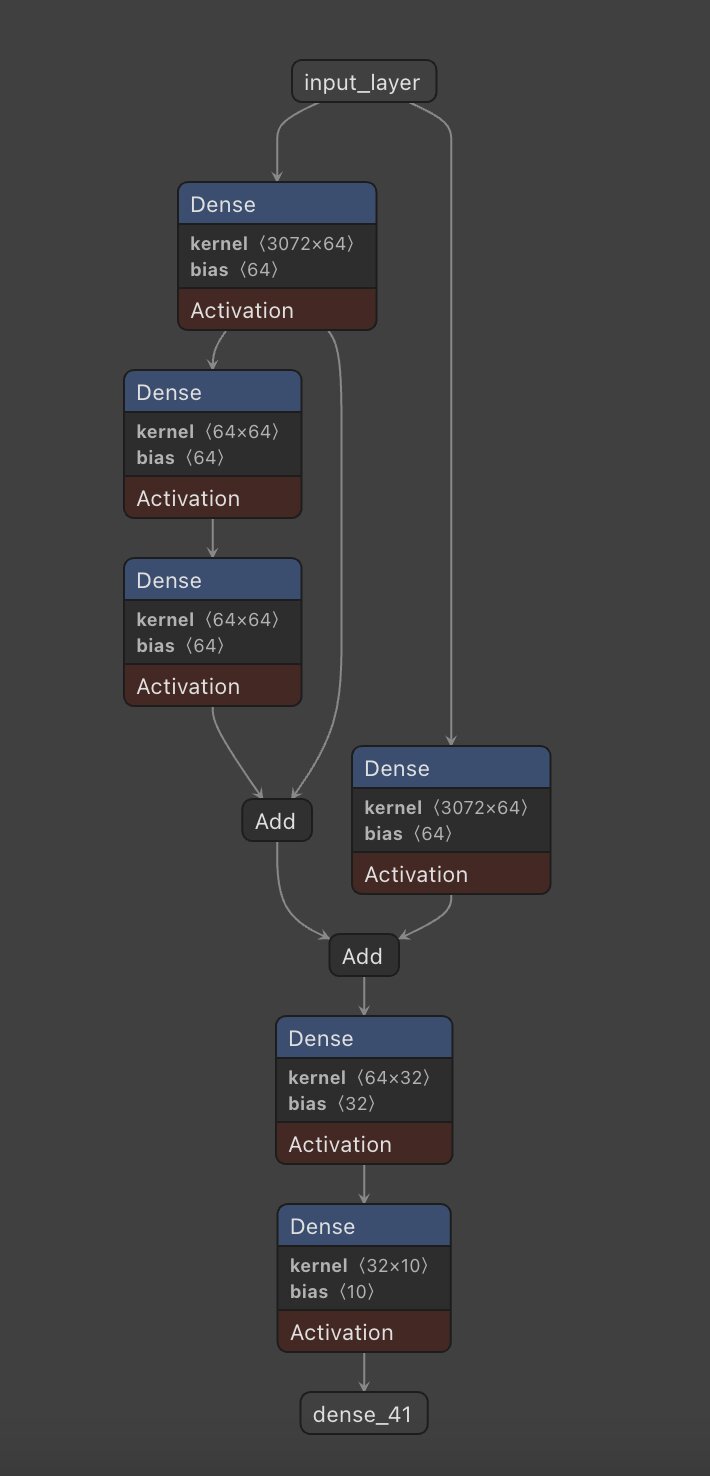 input_layer
Dense
kernel ⟨3072×64⟩
bias ⟨64⟩
Activation
Dense
kernel ⟨64×64⟩
bias ⟨64⟩
Activation
Dense
kernel ⟨64×64⟩
bias ⟨64⟩
Activation
Add
Dense
kernel ⟨3072×64⟩
bias ⟨64⟩
Activation
Add
Dense
kernel ⟨64×32⟩
bias ⟨32⟩
Activation
Dense
kernel ⟨32×10⟩
bias ⟨10⟩
Activation
dense_41